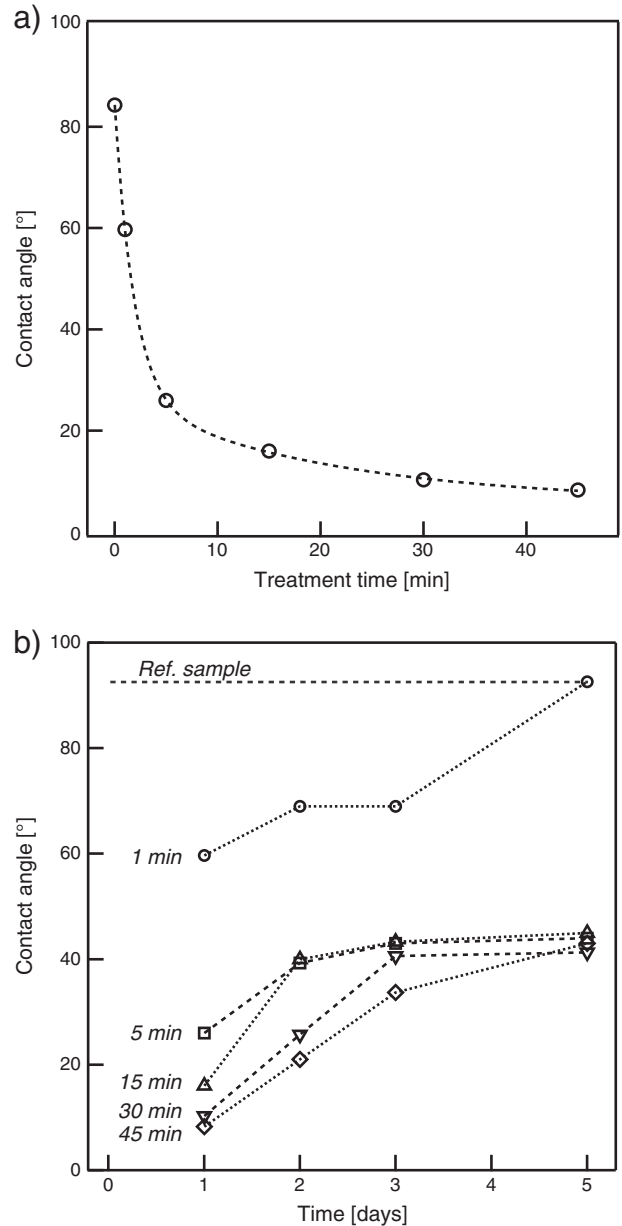 a)
100
80
60
40
20
0
Contact angle [°]
0 10 20 30 40
Treatment time [min]
b)
100
80
60
40
20
0
Contact angle [°]
Ref. sample
1 min
5 min
15 min
30 min
45 min
0 1 2 3 4 5
Time [days]